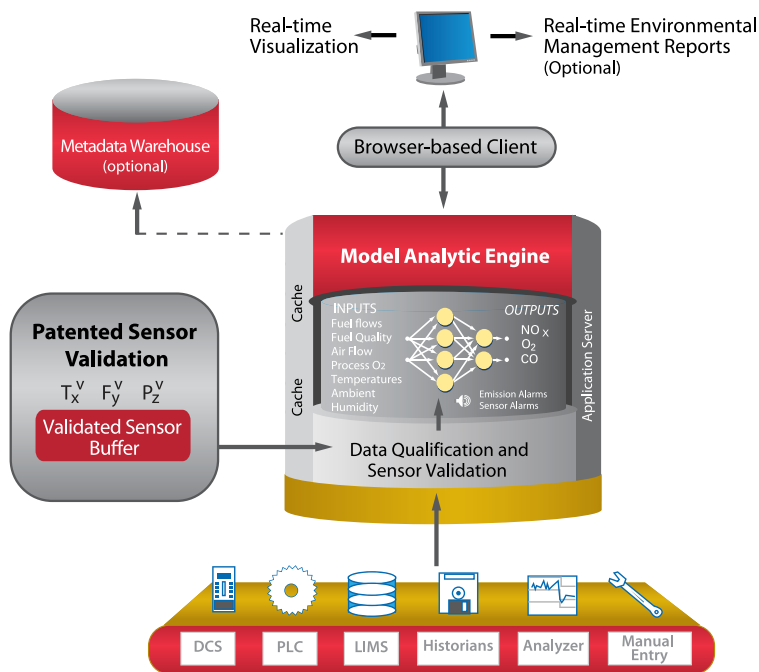 Real-time
Visualization
Real-time Environmental
Management Reports
(Optional)
Metadata Warehouse
(optional)
Browser-based Client
Model Analytic Engine
Cache
Cache
Application Server
INPUTS
Fuel flows
Fuel Quality
Air Flow
Process O2
Temperatures
Ambient
Humidity
OUTPUTS
NOx
O2
CO
Emission Alarms
Sensor Alarms
Patented Sensor
Validation
Txv Fyv Pzv
Validated Sensor
Buffer
Data Qualification and
Sensor Validation
DCS
PLC
LIMS
Historians
Analyzer
Manual
Entry